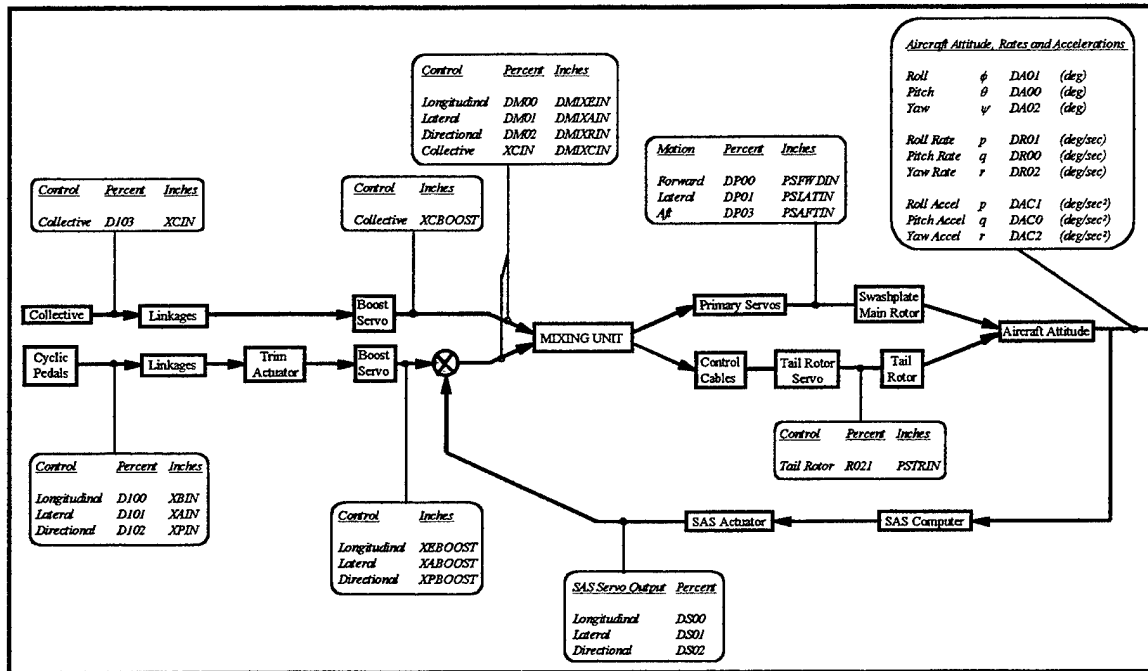 Aircraft Attitude, Rates and Accelerations
Roll ϕ DA01 (deg)
Pitch θ DA00 (deg)
Yaw ψ DA02 (deg)
Roll Rate p DR01 (deg/sec)
Pitch Rate q DR00 (deg/sec)
Yaw Rate r DR02 (deg/sec)
Roll Accel p DAC1 (deg/sec²)
Pitch Accel q DAC0 (deg/sec²)
Yaw Accel r DAC2 (deg/sec²)
Control Percent Inches
Longitudinal DM00 DMIXEIN
Lateral DM01 DMIXAIN
Directional DM02 DMIXRIN
Collective XCIN DMIXCIN
Motion Percent Inches
Forward DP00 PSFWDIN
Lateral DP01 PSLATIN
Aft DP03 PSAFTIN
Control Percent Inches
Collective D103 XCIN
Control Inches
Collective XCBOOST
Collective
Linkages
Boost
Servo
MIXING UNIT
Primary Servos
Swashplate
Main Rotor
Aircraft Attitude
Cyclic
Pedals
Linkages
Trim
Actuator
Boost
Servo
Control
Cables
Tail Rotor
Servo
Tail
Rotor
Control Percent Inches
Tail Rotor R021 PSTRIN
Control Percent Inches
Longitudinal D100 XBIN
Lateral D101 XAIN
Directional D102 XPIN
Control Inches
Longitudinal XEBOOST
Lateral XABOOST
Directional XPBOOST
SAS Actuator
SAS Computer
SAS Servo Output Percent
Longitudinal DS00
Lateral DS01
Directional DS02